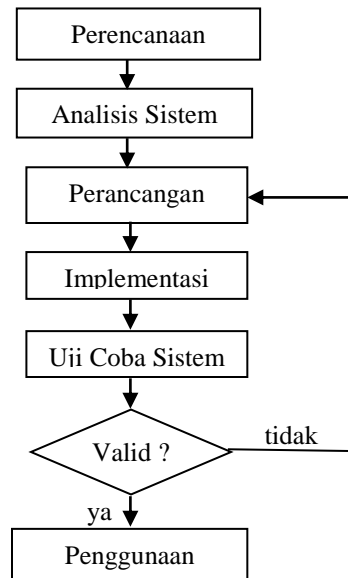 Perencanaan
Analisis Sistem
Perancangan
Implementasi
Uji Coba Sistem
Valid ?
tidak
ya
Penggunaan